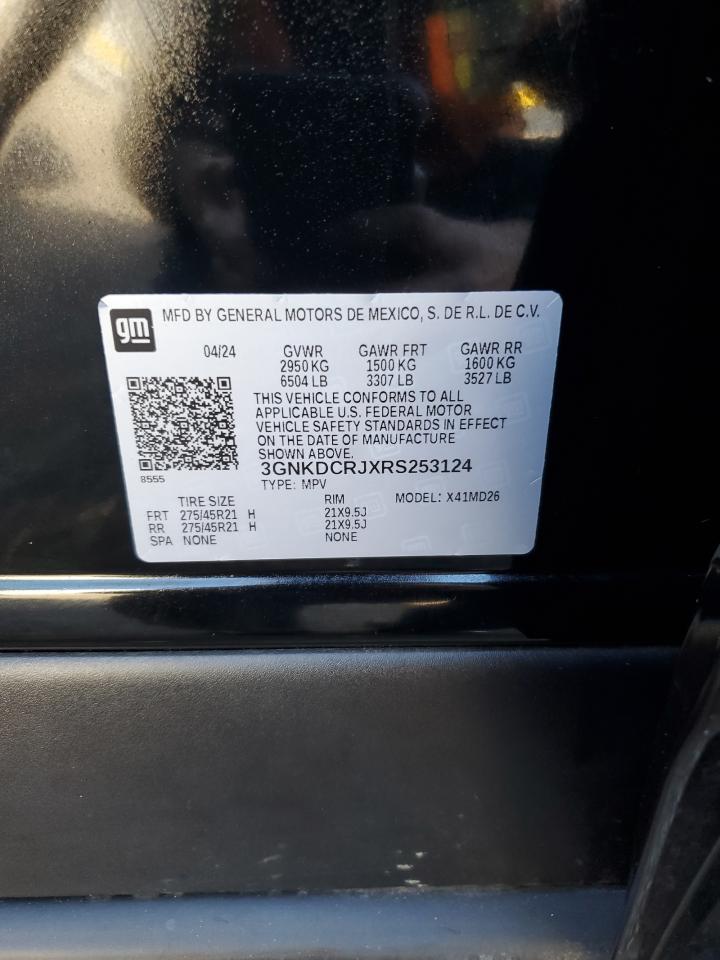 gm MFD BY GENERAL MOTORS DE MEXICO, S. DE R.L. DE C.V.
04/24 GVWR GAWR FRT GAWR RR
2950 KG 1500 KG 1600 KG
6504 LB 3307 LB 3527 LB
THIS VEHICLE CONFORMS TO ALL
APPLICABLE U.S. FEDERAL MOTOR
VEHICLE SAFETY STANDARDS IN EFFECT
ON THE DATE OF MANUFACTURE
SHOWN ABOVE.
3GNKDCRJXRS253124
8555
TYPE: MPV
TIRE SIZE RIM MODEL: X41MD26
FRT 275/45R21 H 21X9.5J
RR 275/45R21 H 21X9.5J
SPA NONE NONE